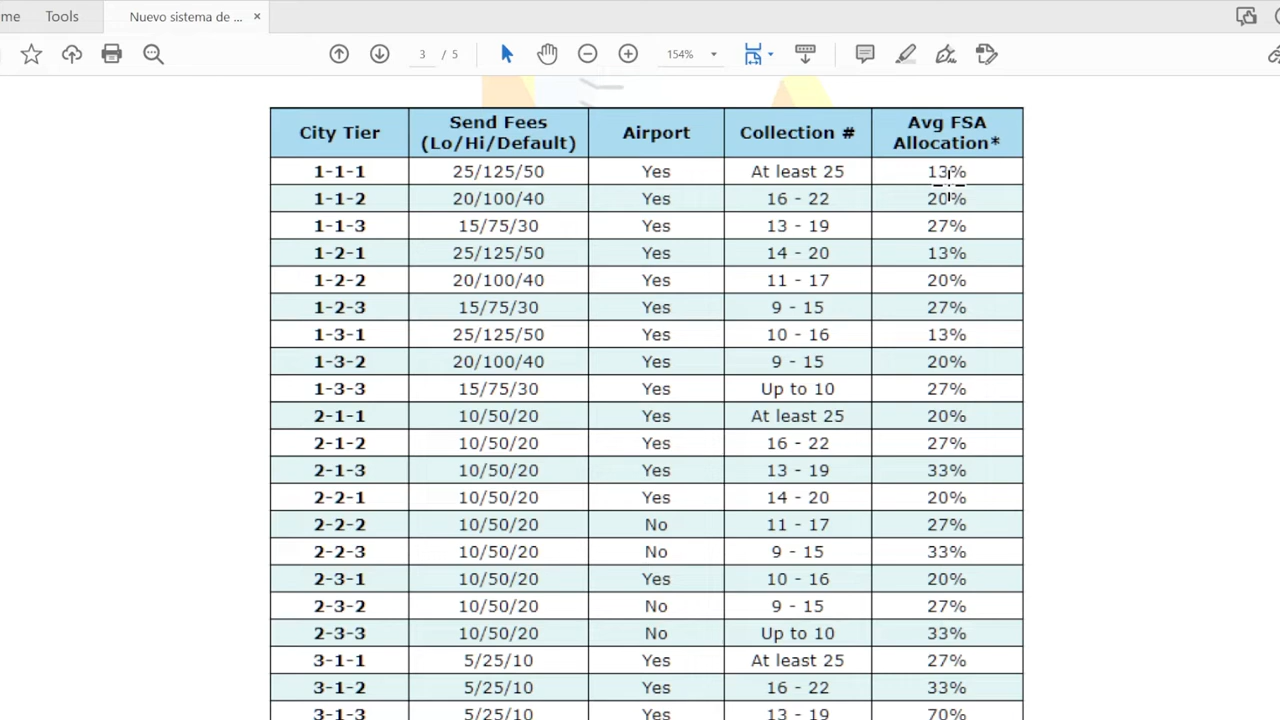 me Tools Nuevo sistema de ... ×
3 / 5 154%
City Tier Send Fees (Lo/Hi/Default) Airport Collection # Avg FSA Allocation*
1-1-1 25/125/50 Yes At least 25 13%
1-1-2 20/100/40 Yes 16 - 22 20%
1-1-3 15/75/30 Yes 13 - 19 27%
1-2-1 25/125/50 Yes 14 - 20 13%
1-2-2 20/100/40 Yes 11 - 17 20%
1-2-3 15/75/30 Yes 9 - 15 27%
1-3-1 25/125/50 Yes 10 - 16 13%
1-3-2 20/100/40 Yes 9 - 15 20%
1-3-3 15/75/30 Yes Up to 10 27%
2-1-1 10/50/20 Yes At least 25 20%
2-1-2 10/50/20 Yes 16 - 22 27%
2-1-3 10/50/20 Yes 13 - 19 33%
2-2-1 10/50/20 Yes 14 - 20 20%
2-2-2 10/50/20 No 11 - 17 27%
2-2-3 10/50/20 No 9 - 15 33%
2-3-1 10/50/20 Yes 10 - 16 20%
2-3-2 10/50/20 No 9 - 15 27%
2-3-3 10/50/20 No Up to 10 33%
3-1-1 5/25/10 Yes At least 25 27%
3-1-2 5/25/10 Yes 16 - 22 33%
3-1-3 5/25/10 Yes 13 - 19 70%